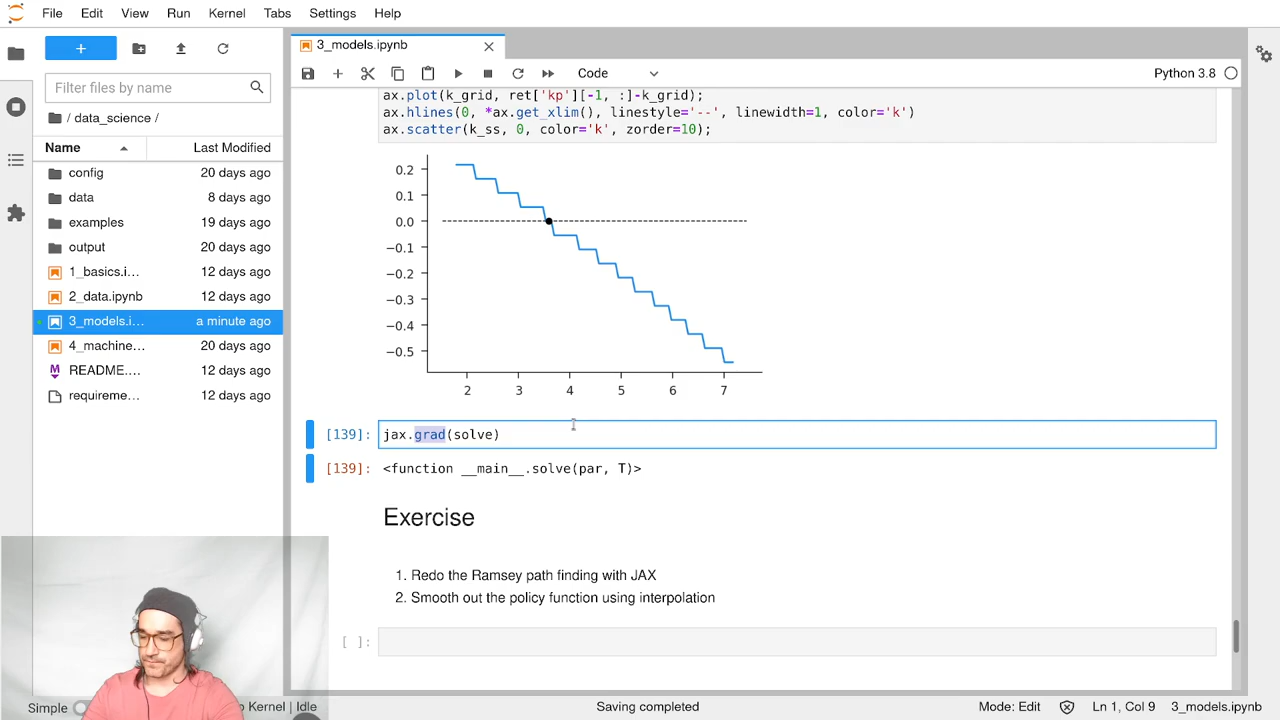 File Edit View Run Kernel Tabs Settings Help
3_models.ipynb
Filter files by name
/ data_science /
Name Last Modified
config 20 days ago
data 8 days ago
examples 19 days ago
output 20 days ago
1_basics.i… 12 days ago
2_data.ipynb 12 days ago
3_models.i… a minute ago
4_machine… 20 days ago
README.… 12 days ago
requireme… 12 days ago
Code
Python 3.8
ax.plot(k_grid, ret['kp'][-1, :]-k_grid);
ax.hlines(0, *ax.get_xlim(), linestyle='--', linewidth=1, color='k')
ax.scatter(k_ss, 0, color='k', zorder=10);
0.2
0.1
0.0
−0.1
−0.2
−0.3
−0.4
−0.5
2 3 4 5 6 7
[139]: jax.grad(solve)
[139]: <function __main__.solve(par, T)>
Exercise
1. Redo the Ramsey path finding with JAX
2. Smooth out the policy function using interpolation
[ ]:
Simple Kernel | Idle Saving completed Mode: Edit Ln 1, Col 9 3_models.ipynb